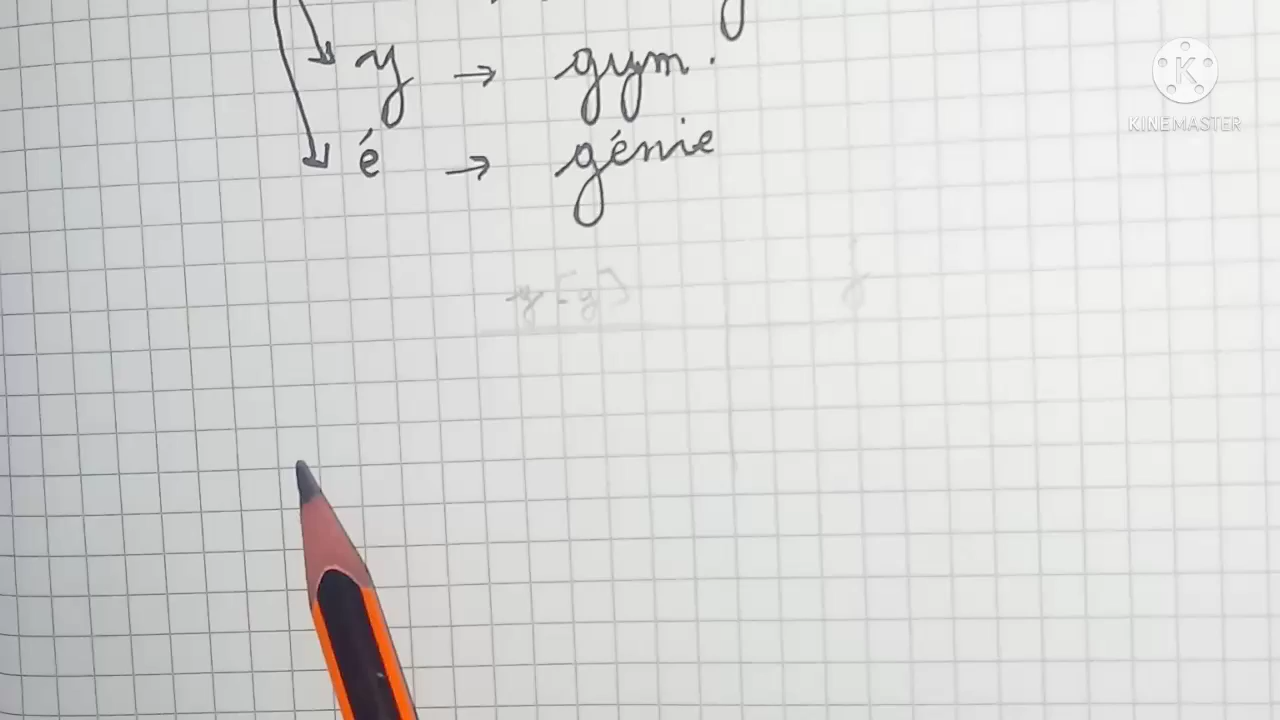 y → gym.
é → génie
KINEMASTER